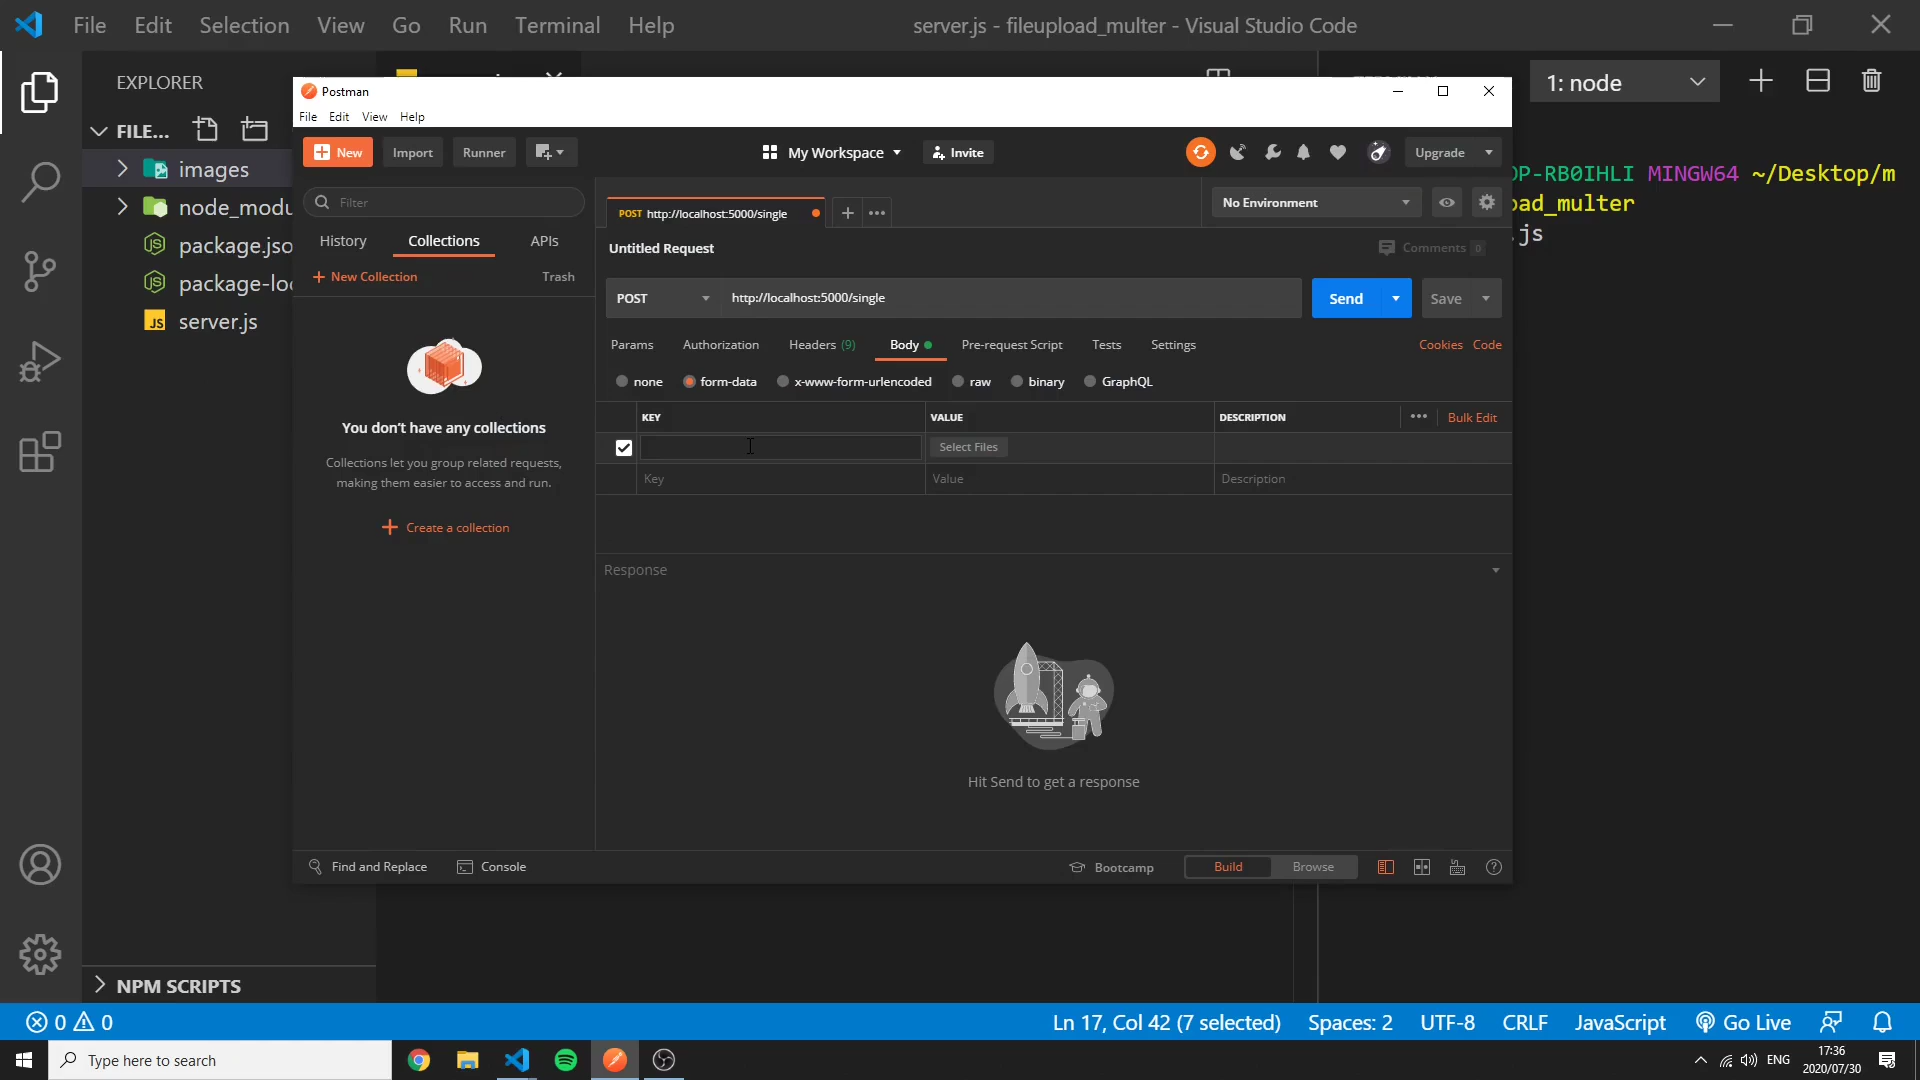 File Edit Selection View Go Run Terminal Help
server.js - fileupload_multer - Visual Studio Code
EXPLORER
FILE...
images
node_modu
package.jso
package-loc
server.js
NPM SCRIPTS
1: node
OP-RB0IHLI MINGW64 ~/Desktop/m
oad_multer
.js
Postman
File Edit View Help
New Import Runner
My Workspace Invite
Upgrade
Filter
History Collections APIs
New Collection Trash
You don't have any collections
Collections let you group related requests,
making them easier to access and run.
Create a collection
POST http://localhost:5000/single
No Environment
Untitled Request
Comments 0
POST http://localhost:5000/single
Send Save
Params Authorization Headers (9) Body Pre-request Script Tests Settings Cookies Code
none form-data x-www-form-urlencoded raw binary GraphQL
KEY VALUE DESCRIPTION Bulk Edit
Select Files
Key Value Description
Response
Hit Send to get a response
Find and Replace Console
Bootcamp Build Browse
0 0
Ln 17, Col 42 (7 selected) Spaces: 2 UTF-8 CRLF JavaScript Go Live
Type here to search
ENG
17:36
2020/07/30